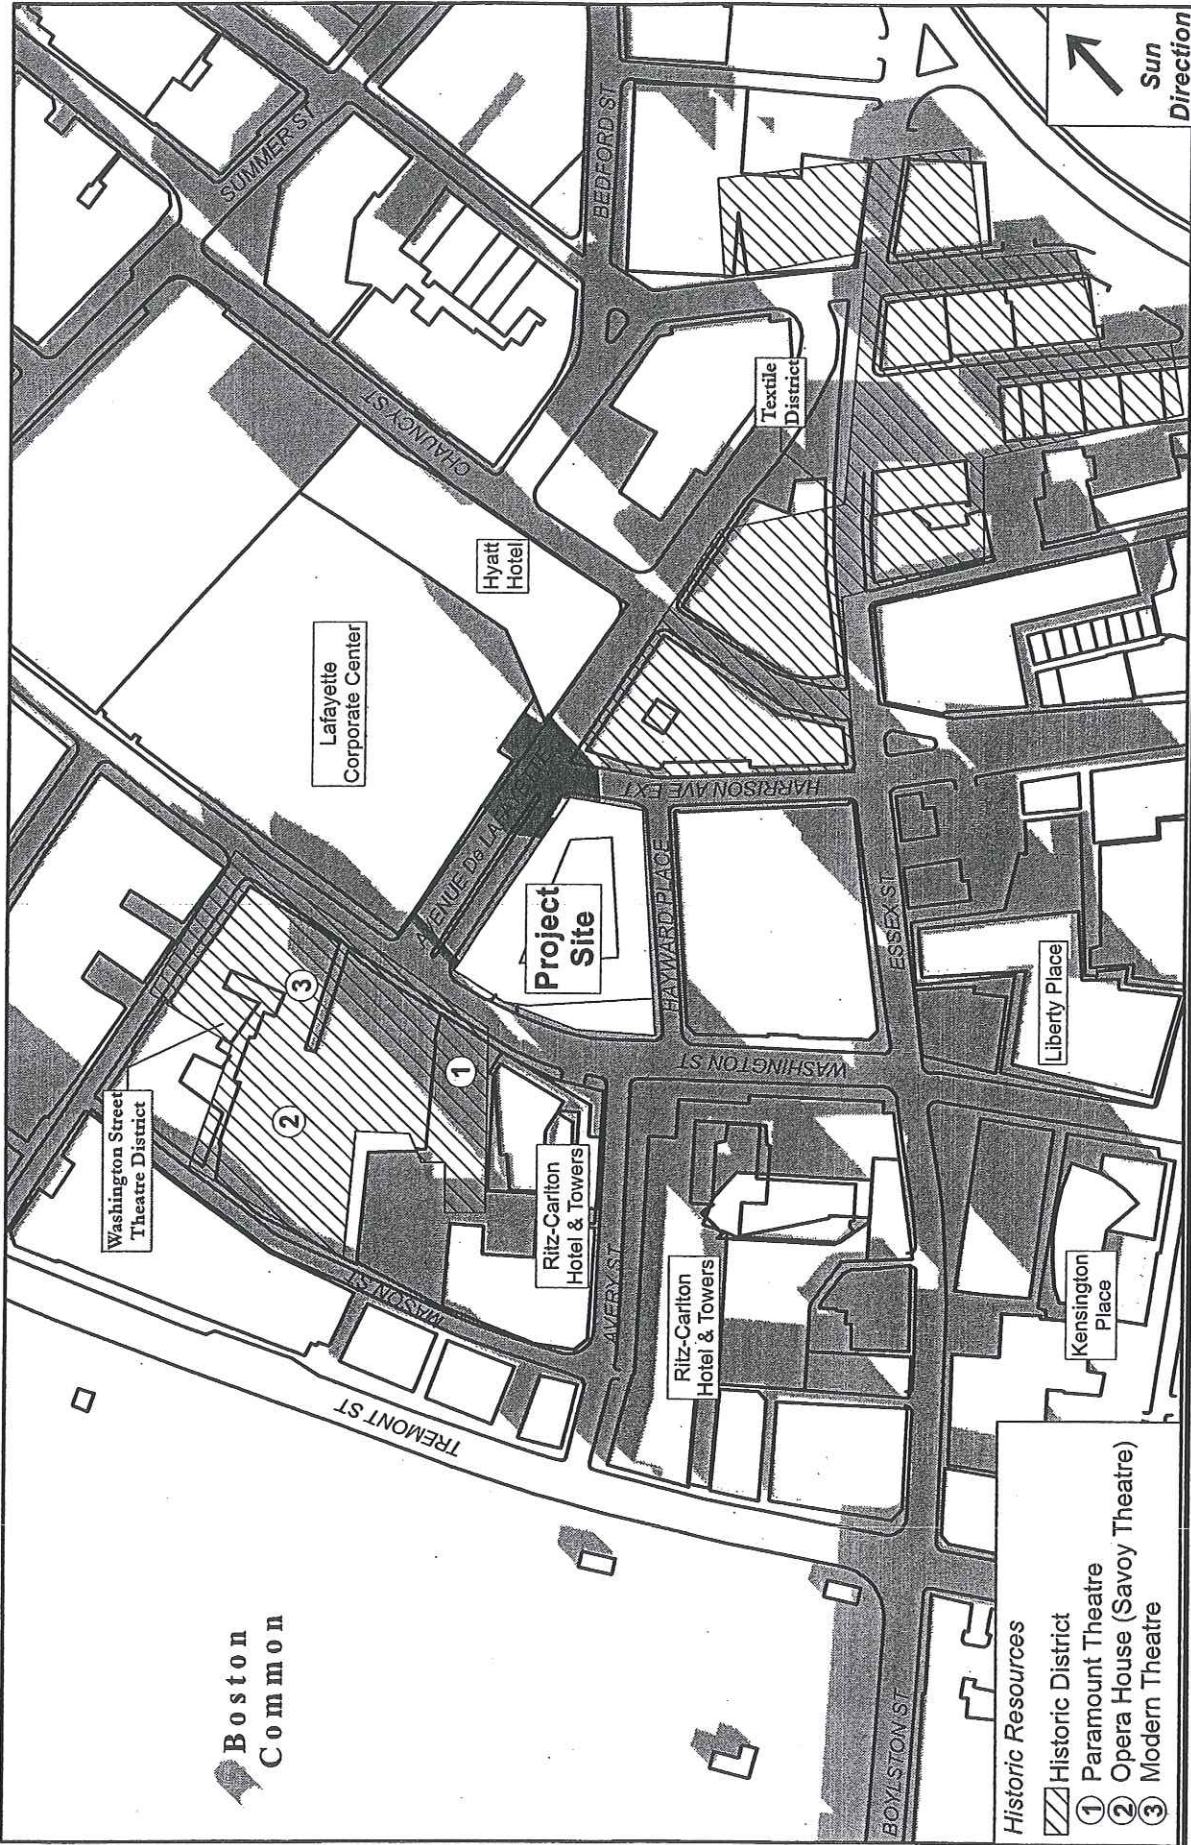 Boston
Common
TREMONT ST
MASON ST
Washington Street
Theatre District
③
②
①
Lafayette
Corporate Center
Hyatt
Hotel
CHAUNCY ST
SUMMER ST
BEDFORD ST
AVENUE De LAFAYETTE
Project
Site
Textile
District
HARRISON AVE EXT
HAYWARD PLACE
WASHINGTON ST
ESSEX ST
AVERY ST
Ritz-Carlton
Hotel & Towers
Ritz-Carlton
Hotel & Towers
Liberty Place
Kensington
Place
BOYLSTON ST
Historic Resources
Historic District
① Paramount Theatre
② Opera House (Savoy Theatre)
③ Modern Theatre
Sun
Direction